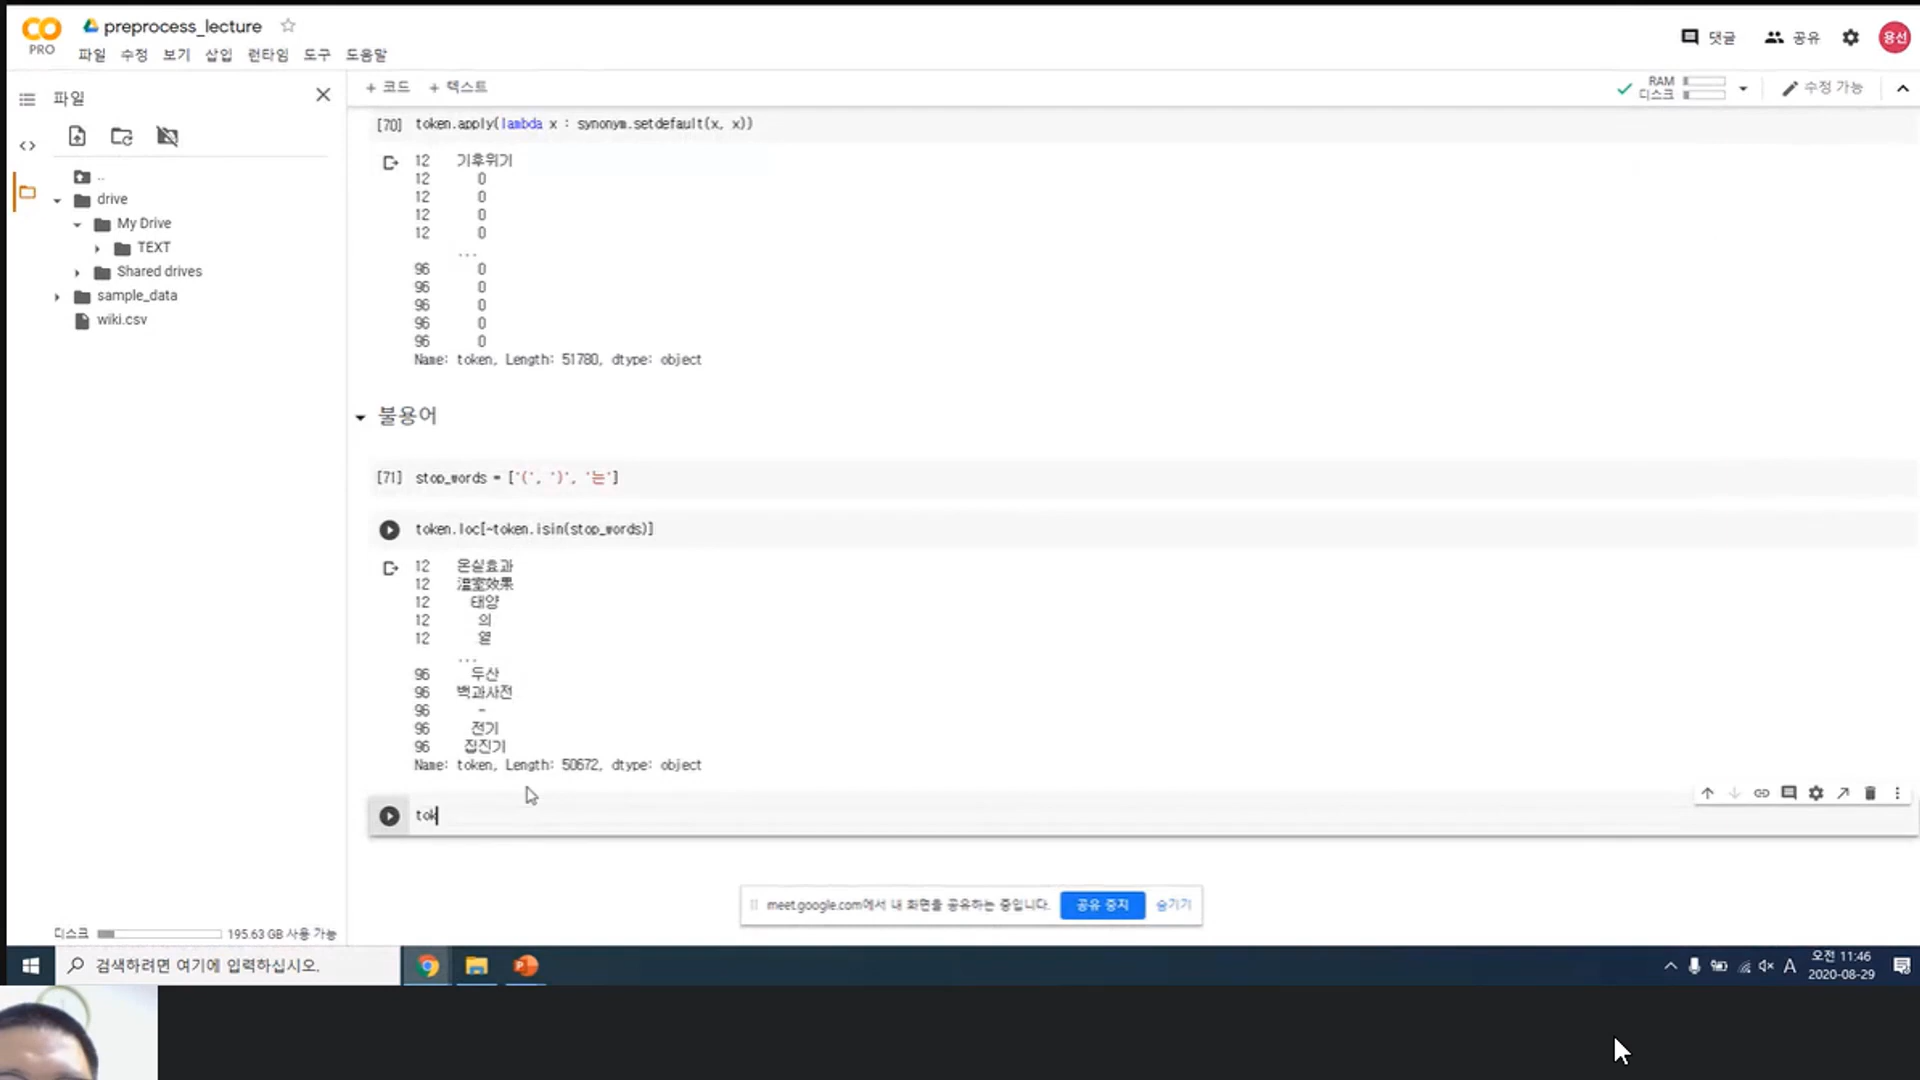 CO
PRO
preprocess_lecture
파일 수정 보기 삽입 런타임 도구 도움말
댓글 공유 용선
파일
+ 코드 + 텍스트
RAM
디스크
수정 가능
..
drive
My Drive
TEXT
Shared drives
sample_data
wiki.csv
[70] token.apply(lambda x : synonym.setdefault(x, x))
12 기후위기
12 0
12 0
12 0
12 0
...
96 0
96 0
96 0
96 0
96 0
Name: token, Length: 51780, dtype: object
불용어
[71] stop_words = ['(', ')', '는']
token.loc[~token.isin(stop_words)]
12 온실효과
12 温室效果
12 태양
12 의
12 열
...
96 두산
96 백과사전
96 -
96 전기
96 집진기
Name: token, Length: 50672, dtype: object
tok
meet.google.com에서 내 화면을 공유하는 중입니다. 공유 중지 숨기기
디스크 195.63 GB 사용 가능
검색하려면 여기에 입력하십시오.
A
오전 11:46
2020-08-29